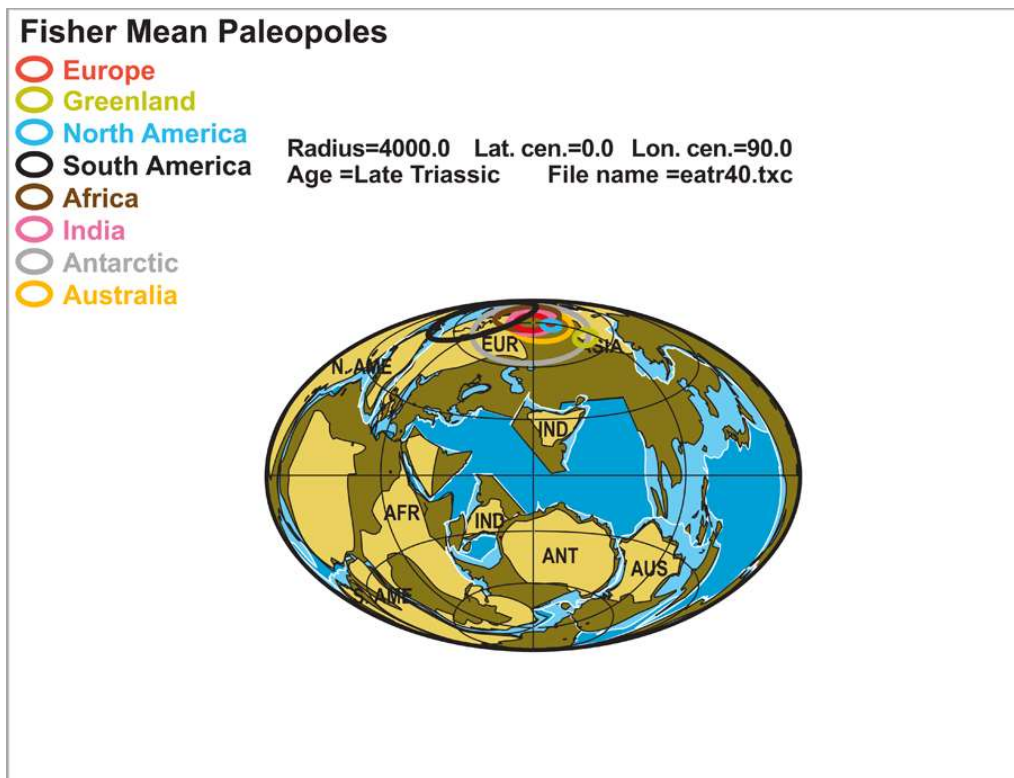 Fisher Mean Paleopoles
Europe
Greenland
North America
South America
Africa
India
Antarctic
Australia
Radius=4000.0 Lat. cen.=0.0 Lon. cen.=90.0
Age =Late Triassic File name =eatr40.txc
EUR
ASIA
N. AME
IND
AFR
IND
ANT
AUS
S. AME